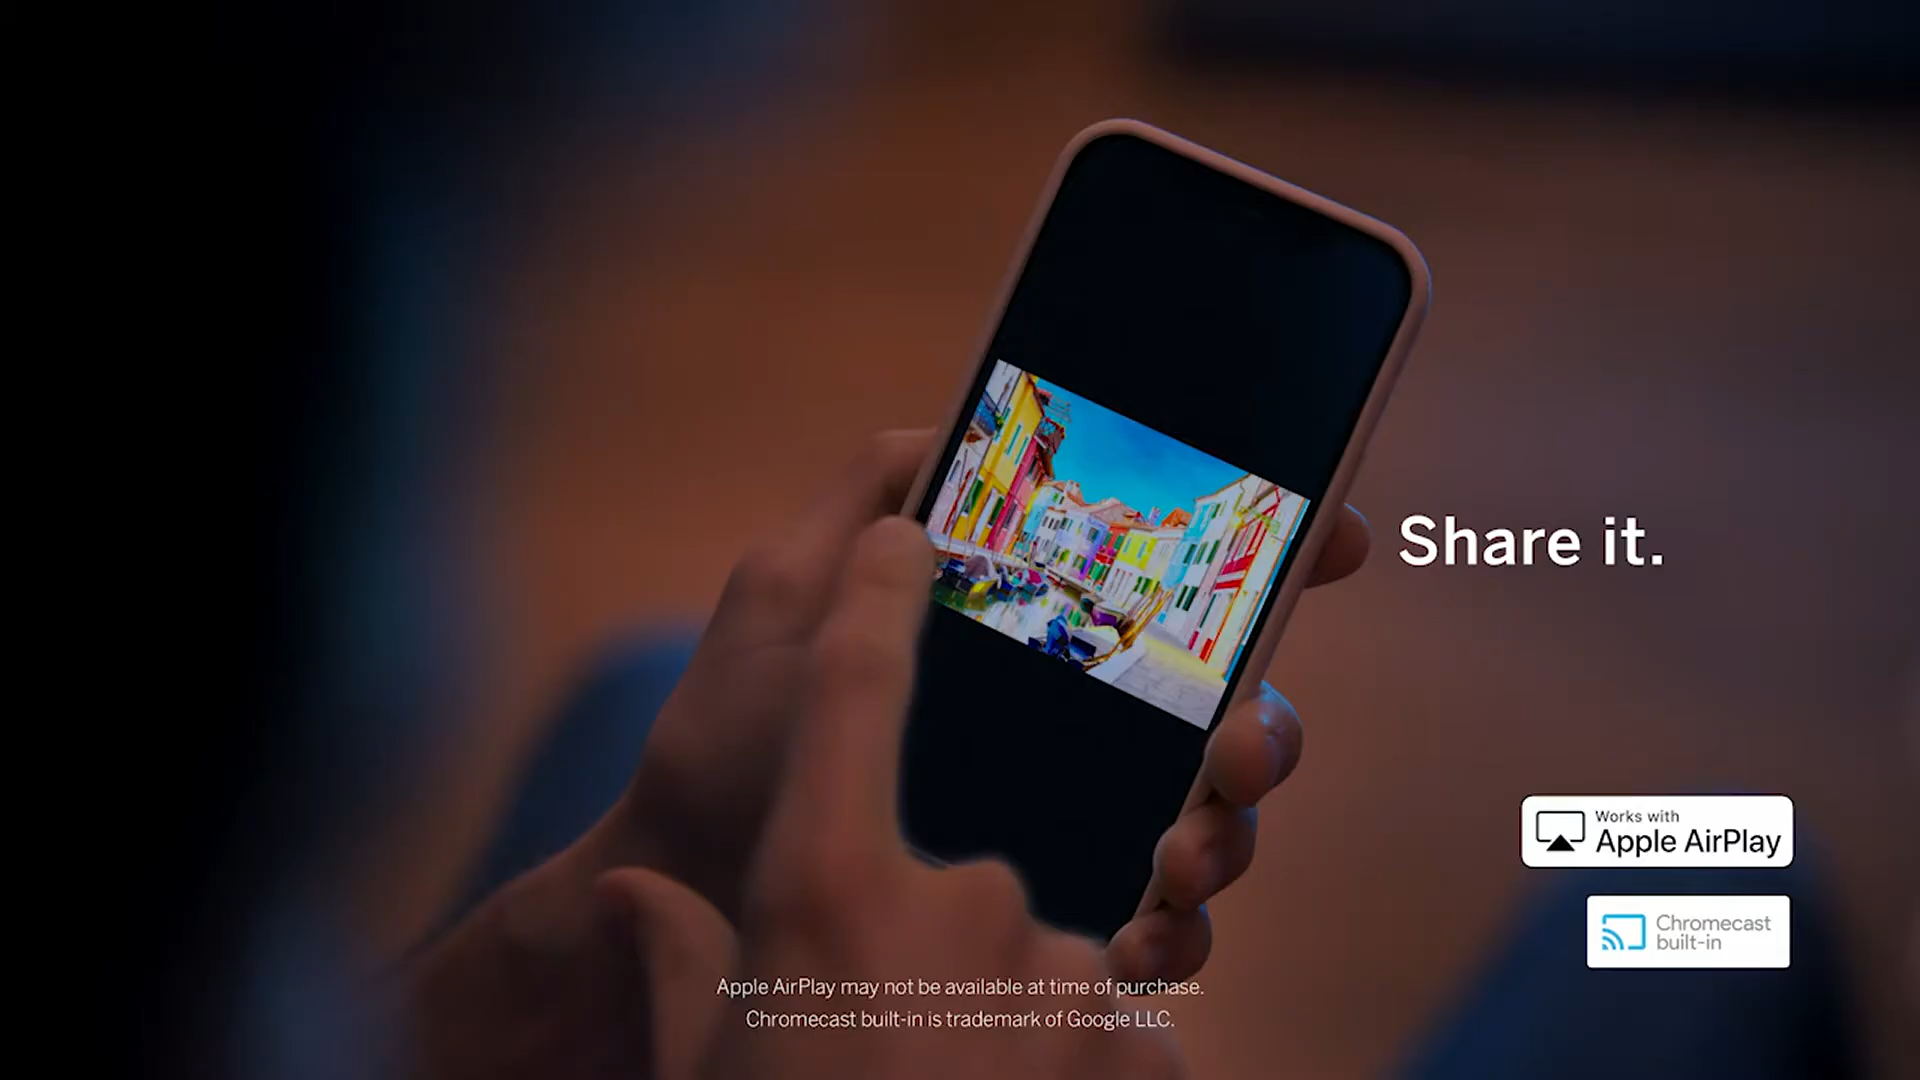 Share it.
Works with
Apple AirPlay
Chromecast
built-in
Apple AirPlay may not be available at time of purchase.
Chromecast built-in is trademark of Google LLC.